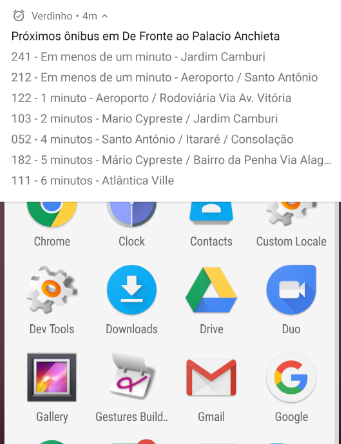 Verdinho • 4m
Próximos ônibus em De Fronte ao Palacio Anchieta
241 - Em menos de um minuto - Jardim Camburi
212 - Em menos de um minuto - Aeroporto / Santo Antônio
122 - 1 minuto - Aeroporto / Rodoviária Via Av. Vitória
103 - 2 minutos - Mario Cypreste / Jardim Camburi
052 - 4 minutos - Santo Antônio / Itararé / Consolação
182 - 5 minutos - Mário Cypreste / Bairro da Penha Via Alag...
111 - 6 minutos - Atlântica Ville
Chrome Clock Contacts Custom Locale
Dev Tools Downloads Drive Duo
Gallery Gestures Build.. Gmail Google